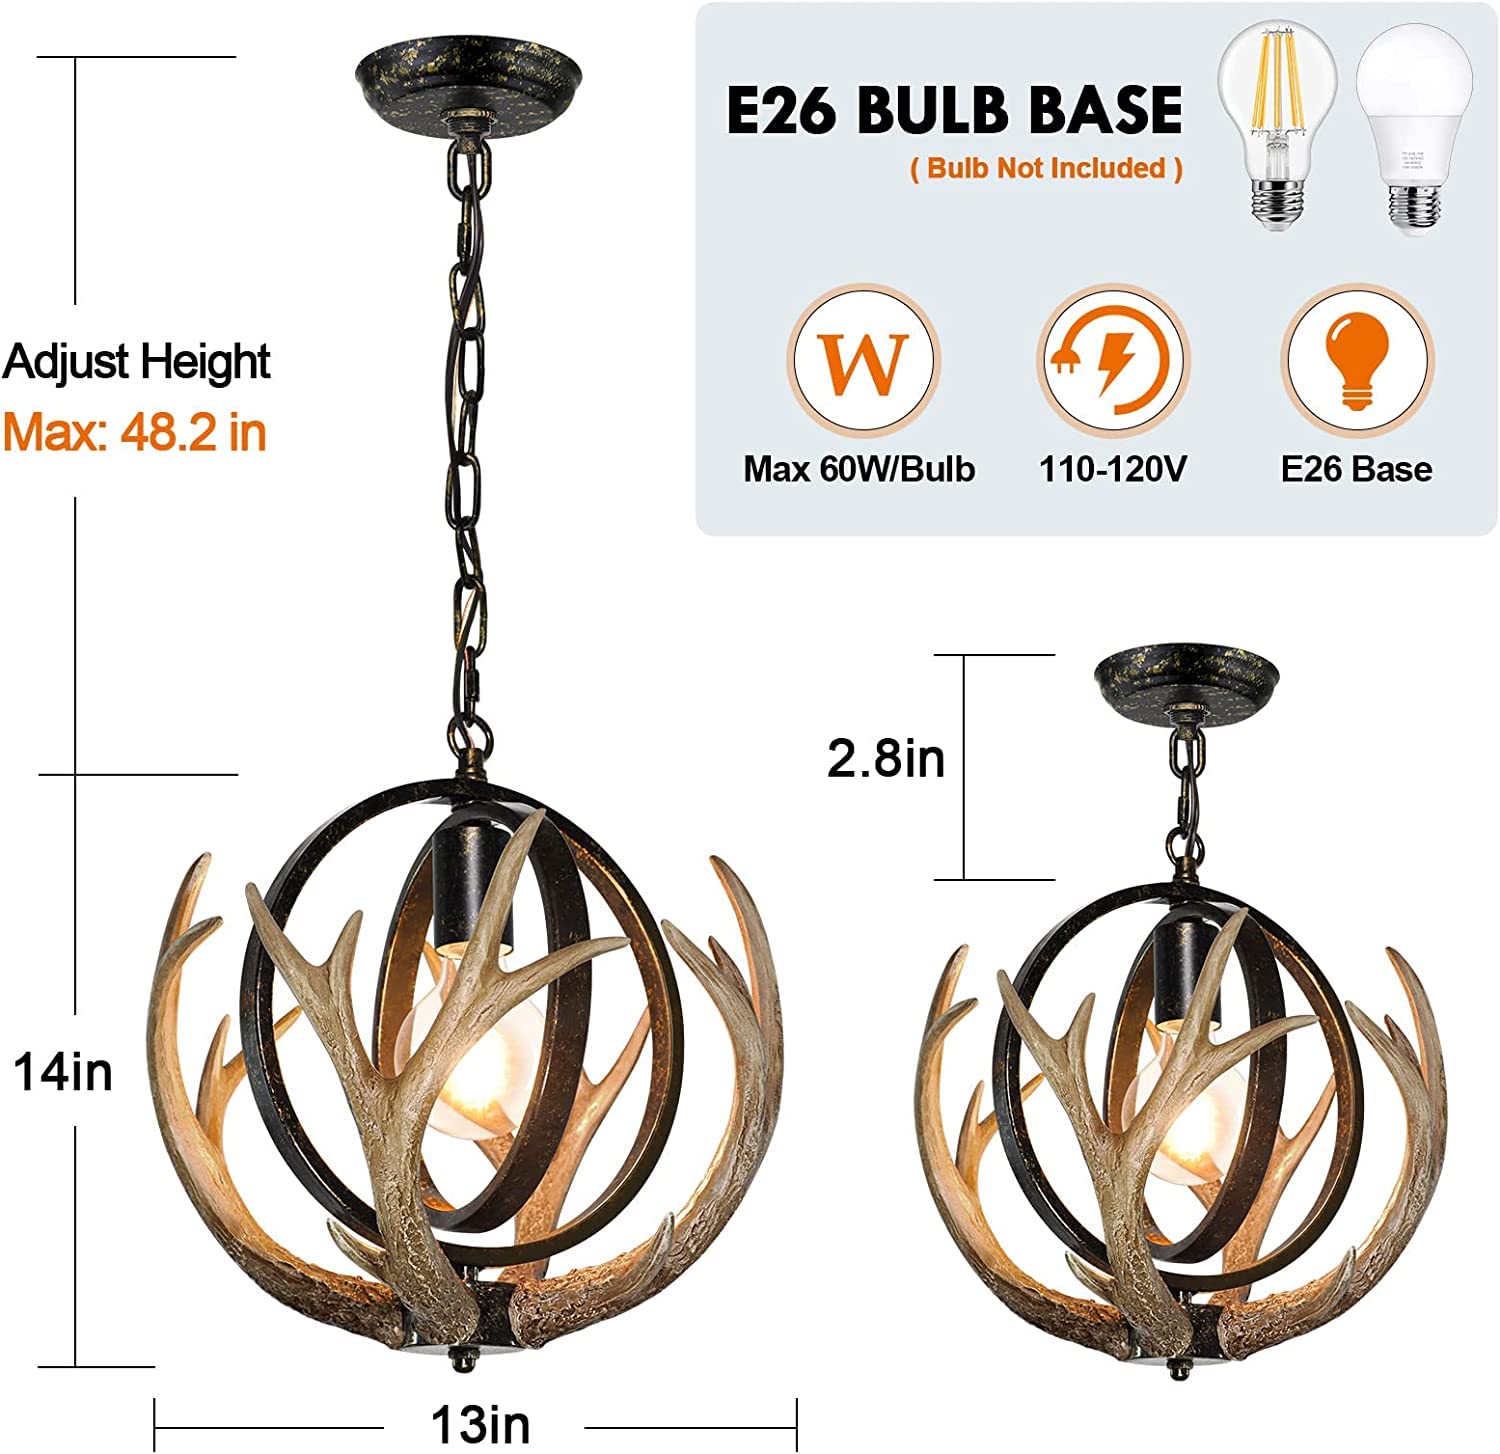 E26 BULB BASE
( Bulb Not Included )
Max 60W/Bulb
110-120V
E26 Base
W
Adjust Height
Max: 48.2 in
2.8in
14in
13in